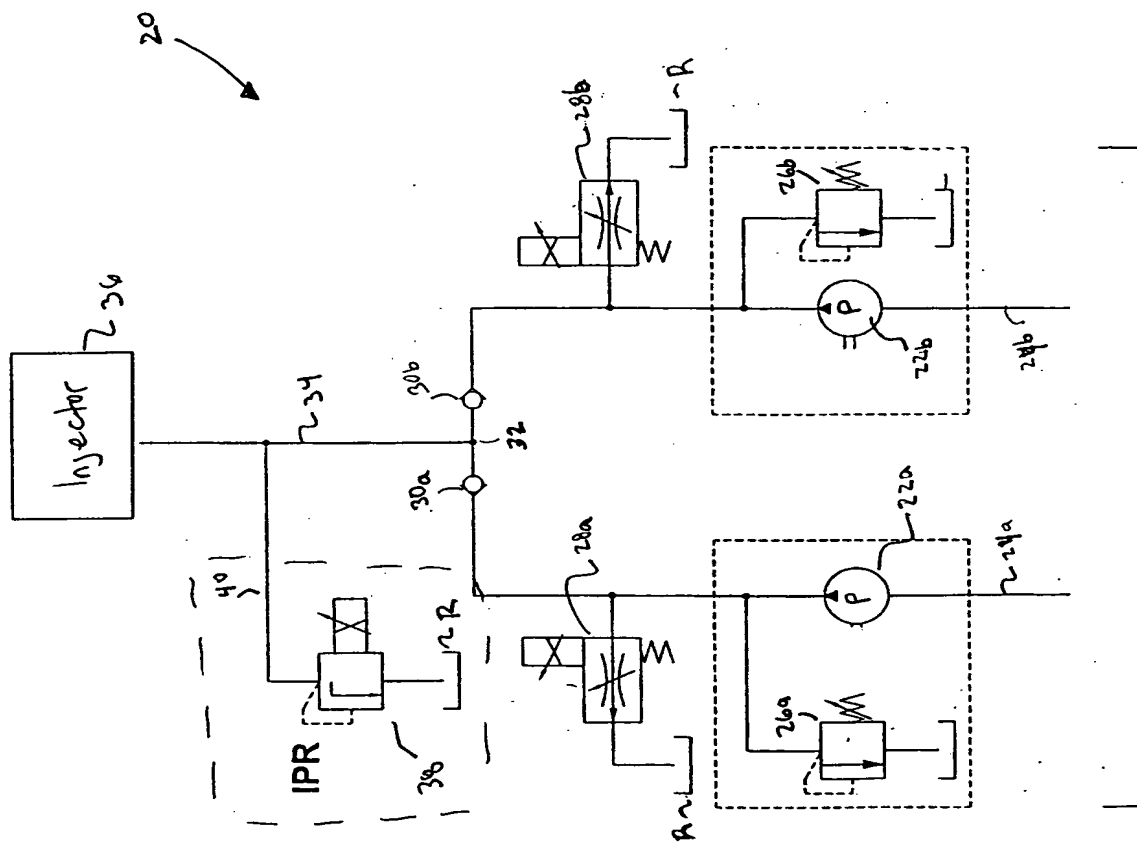 20
36
Injector
34
40
IPR
38
~R
30a
30b
32
28a
28b
~R
R~
26b
P
22b
24b
22a
P
24a
26a